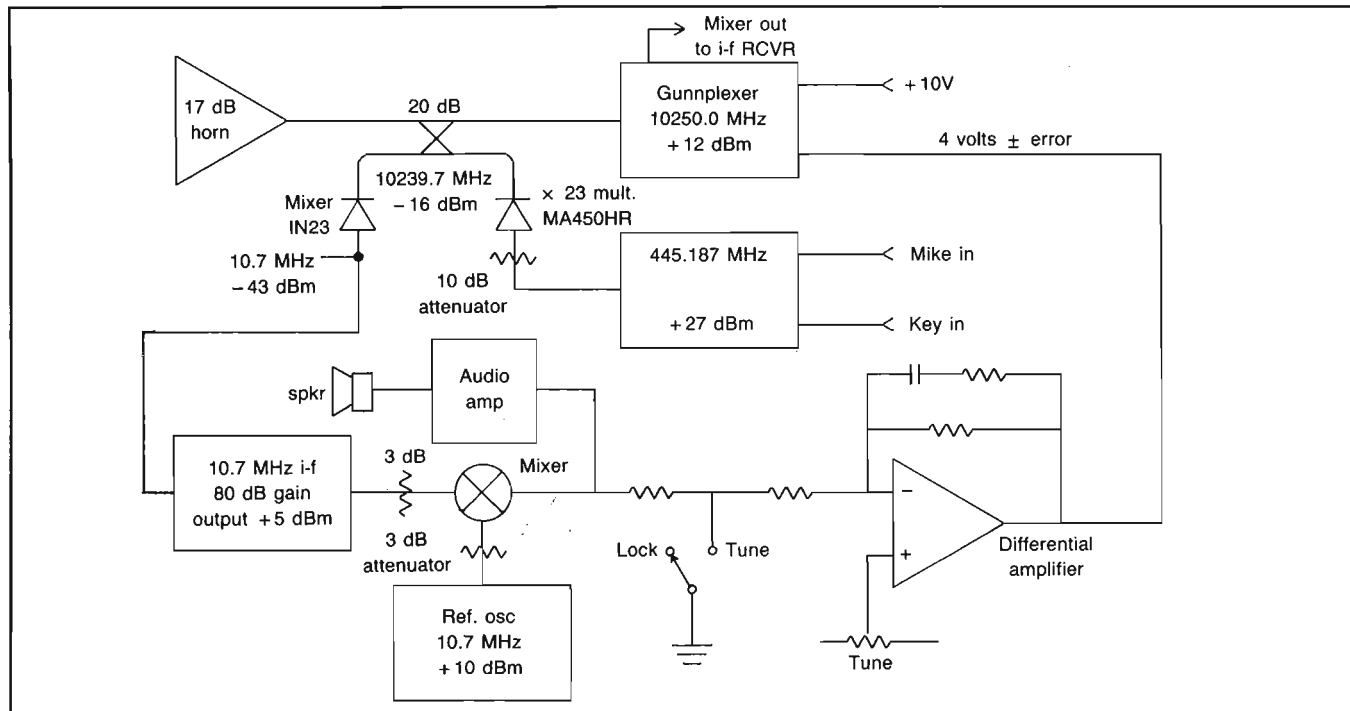 Mixer out
to i-f RCVR
17 dB
horn
20 dB
Gunnplexer
10250.0 MHz
+12 dBm
+10V
4 volts ± error
Mixer
IN23
10239.7 MHz
-16 dBm
× 23 mult.
MA450HR
10.7 MHz
-43 dBm
10 dB
attenuator
445.187 MHz
+27 dBm
Mike in
Key in
spkr
Audio
amp
10.7 MHz i-f
80 dB gain
output +5 dBm
3 dB
Mixer
3 dB
attenuator
Lock
Tune
-
+
Differential
amplifier
Ref. osc
10.7 MHz
+10 dBm
Tune